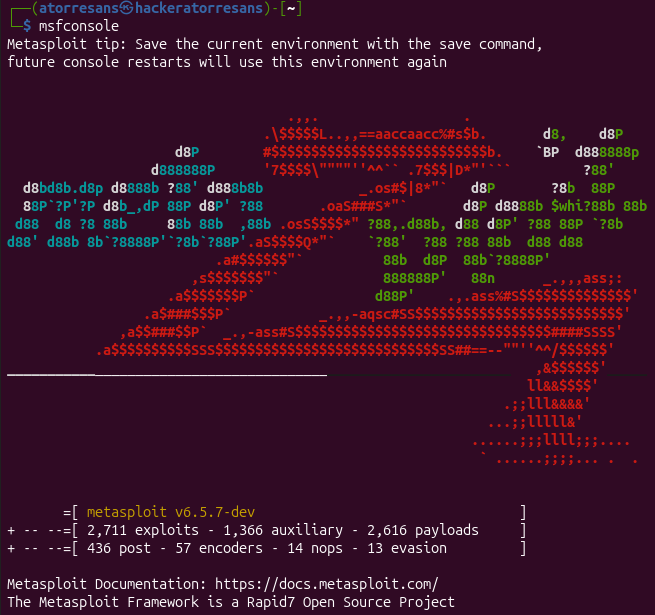 ┌──(atorresans㉿hackeratorresans)-[~]
└─$ msfconsole
Metasploit tip: Save the current environment with the save command,
future console restarts will use this environment again
metasploit
=[ metasploit v6.5.7-dev ]
+ -- --=[ 2,711 exploits - 1,366 auxiliary - 2,616 payloads ]
+ -- --=[ 436 post - 57 encoders - 14 nops - 13 evasion ]
Metasploit Documentation: https://docs.metasploit.com/
The Metasploit Framework is a Rapid7 Open Source Project